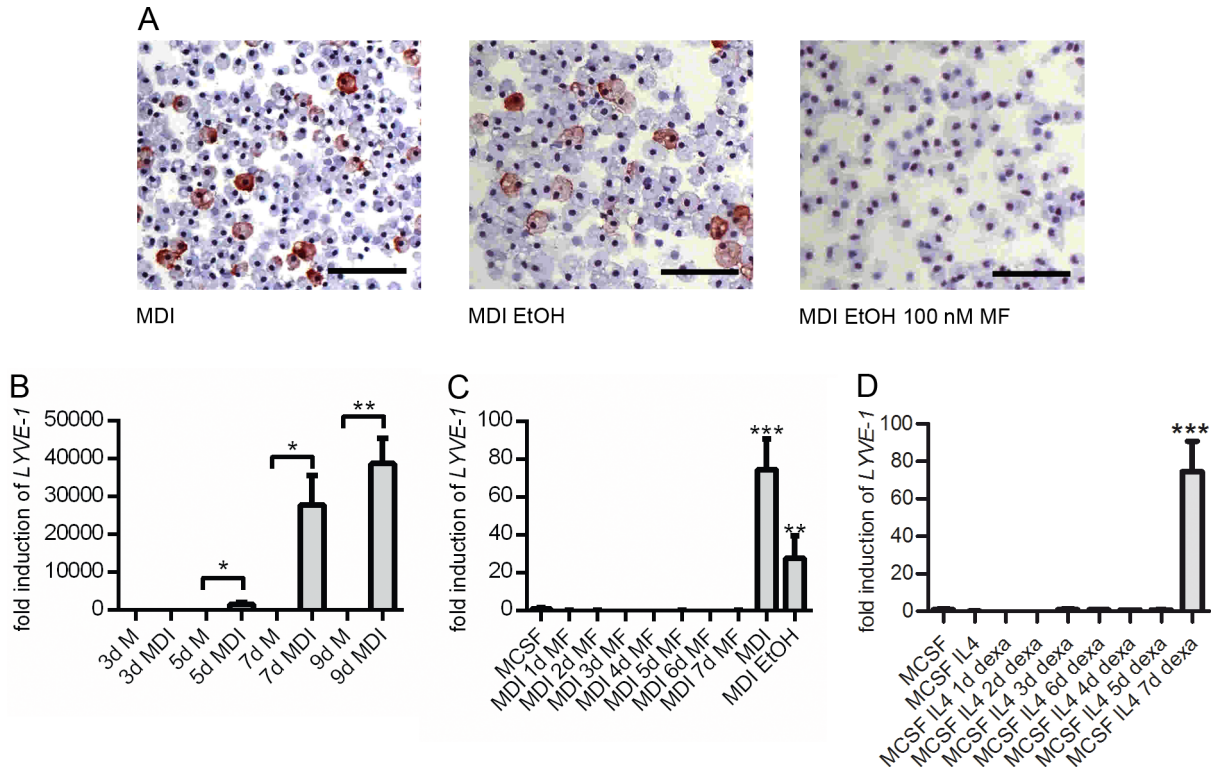 A
MDI
MDI EtOH
MDI EtOH 100 nM MF
B
fold induction of LYVE-1
50000
40000
30000
20000
10000
0
*
*
**
3d M
3d MDI
5d M
5d MDI
7d M
7d MDI
9d M
9d MDI
C
fold induction of LYVE-1
100
80
60
40
20
0
***
**
MCSF
MDI 1d MF
MDI 2d MF
MDI 3d MF
MDI 4d MF
MDI 5d MF
MDI 6d MF
MDI 7d MF
MDI
MDI EtOH
D
fold induction of LYVE-1
100
80
60
40
20
0
***
MCSF
MCSF IL4
MCSF IL4 1d dexa
MCSF IL4 2d dexa
MCSF IL4 3d dexa
MCSF IL4 6d dexa
MCSF IL4 4d dexa
MCSF IL4 5d dexa
MCSF IL4 7d dexa